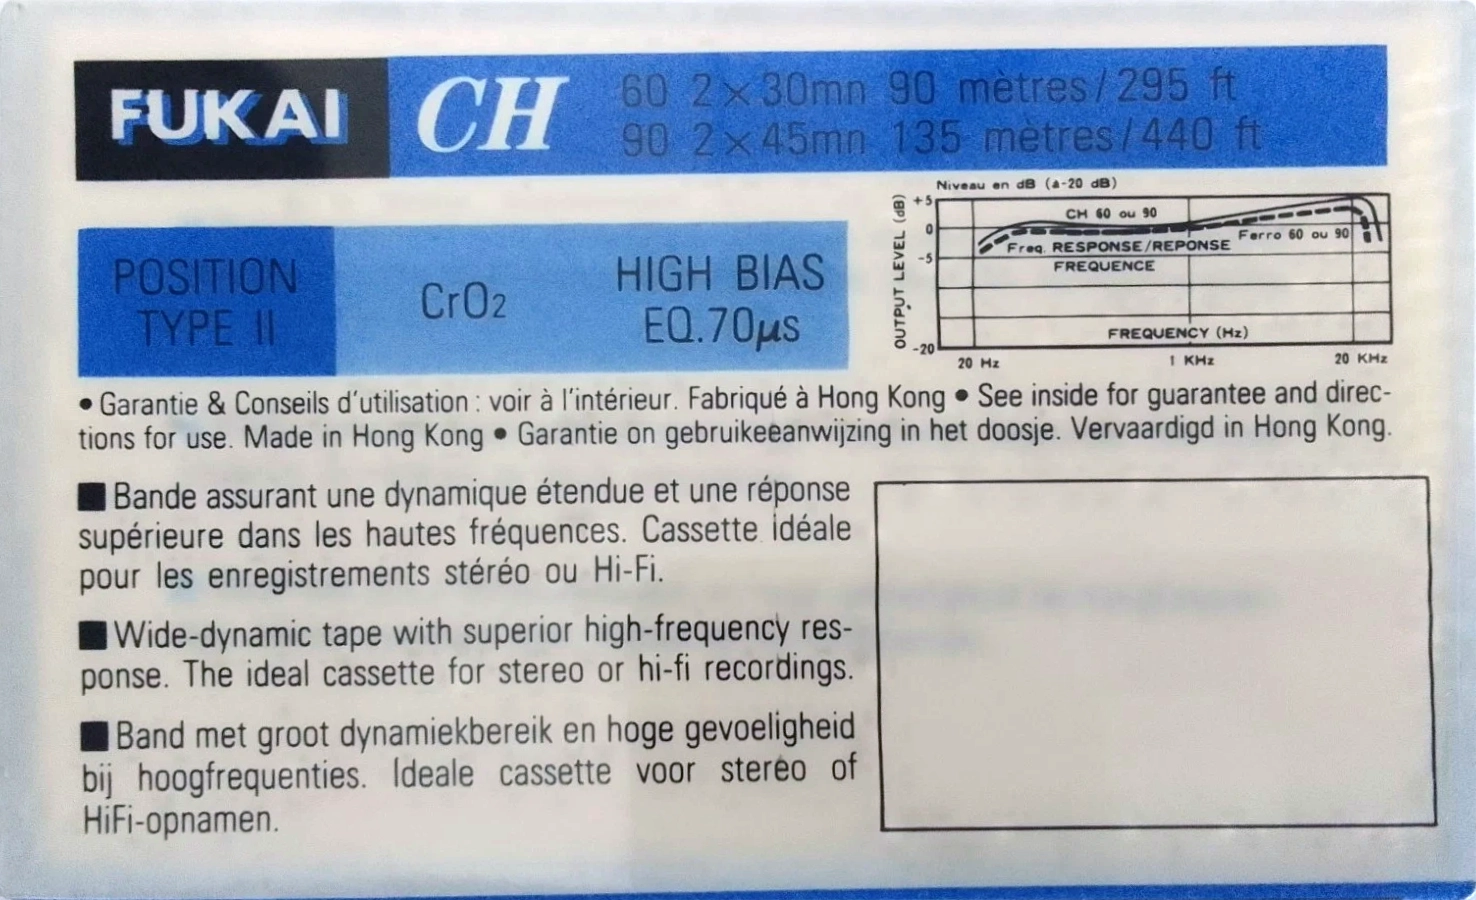 FUKAI CH 60 2×30mn 90 mètres/295 ft
90 2×45mn 135 mètres/440 ft
POSITION
TYPE II
CrO2
HIGH BIAS
EQ.70µs
Niveau en dB (a-20 dB)
OUTPUT LEVEL (dB)
+5
0
-5
-20
CH 60 ou 90
Ferro 60 ou 90
Freq. RESPONSE/REPONSE
FREQUENCE
FREQUENCY (Hz)
20 Hz 1 KHz 20 KHz
• Garantie & Conseils d'utilisation : voir à l'intérieur. Fabriqué à Hong Kong • See inside for guarantee and direc-
tions for use. Made in Hong Kong • Garantie on gebruikeeanwijzing in het doosje. Vervaardigd in Hong Kong.
■ Bande assurant une dynamique étendue et une réponse
supérieure dans les hautes fréquences. Cassette idéale
pour les enregistrements stéréo ou Hi-Fi.
■ Wide-dynamic tape with superior high-frequency res-
ponse. The ideal cassette for stereo or hi-fi recordings.
■ Band met groot dynamiekbereik en hoge gevoeligheid
bij hoogfrequenties. Ideale cassette voor stereo of
HiFi-opnamen.